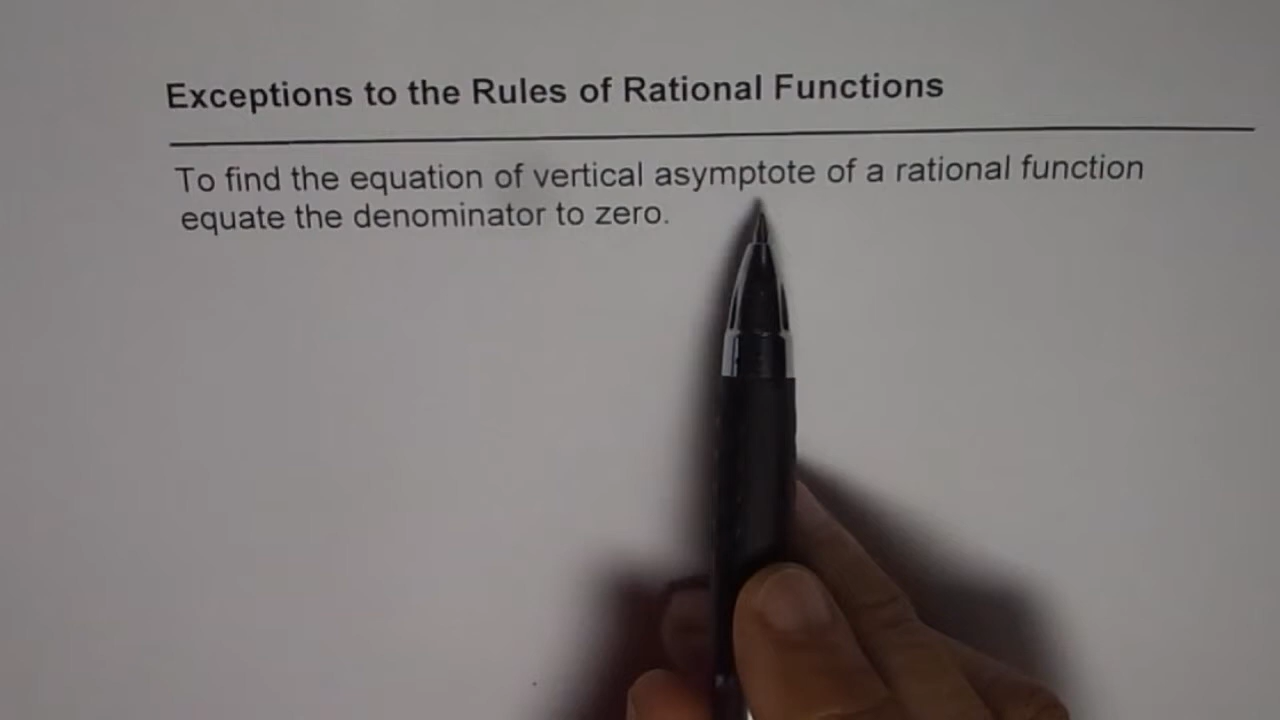 Exceptions to the Rules of Rational Functions
To find the equation of vertical asymptote of a rational function
equate the denominator to zero.